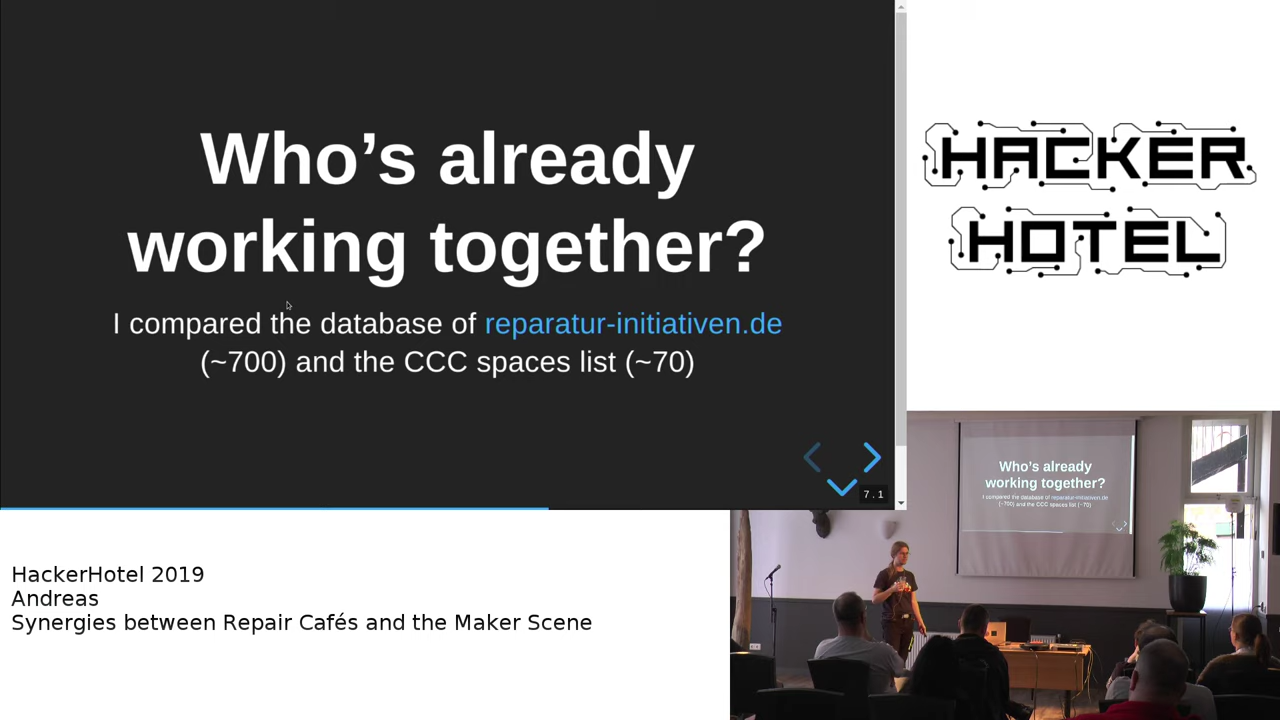 Who’s already
working together?
I compared the database of reparatur-initiativen.de
(~700) and the CCC spaces list (~70)
7.1
HACKER
HOTEL
Who’s already
working together?
I compared the database of reparatur-initiativen.de
(~700) and the CCC spaces list (~70)
HackerHotel 2019
Andreas
Synergies between Repair Cafés and the Maker Scene